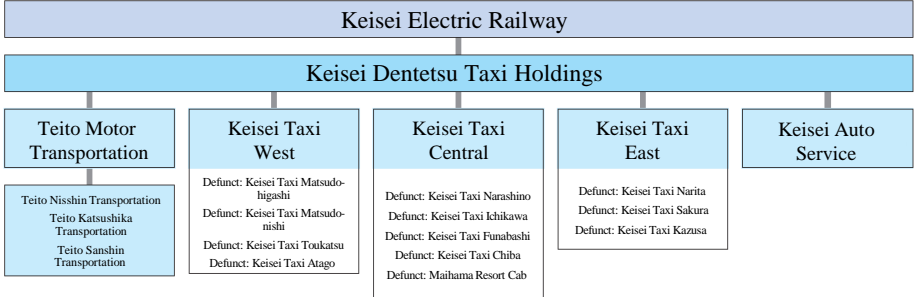 Keisei Electric Railway
Keisei Dentetsu Taxi Holdings
Teito Motor
Transportation
Teito Nisshin Transportation
Teito Katsushika
Transportation
Teito Sanshin
Transportation
Keisei Taxi
West
Defunct: Keisei Taxi Matsudo-
higashi
Defunct: Keisei Taxi Matsudo-
nishi
Defunct: Keisei Taxi Toukatsu
Defunct: Keisei Taxi Atago
Keisei Taxi
Central
Defunct: Keisei Taxi Narashino
Defunct: Keisei Taxi Ichikawa
Defunct: Keisei Taxi Funabashi
Defunct: Keisei Taxi Chiba
Defunct: Maihama Resort Cab
Keisei Taxi
East
Defunct: Keisei Taxi Narita
Defunct: Keisei Taxi Sakura
Defunct: Keisei Taxi Kazusa
Keisei Auto
Service